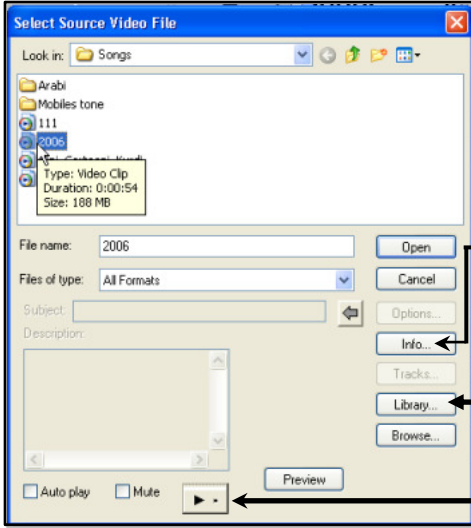 Select Source Video File
Look in: Songs
Arabi
Mobiles tone
111
2006
Type: Video Clip
Duration: 0:00:54
Size: 188 MB
File name: 2006 Open
Files of type: All Formats Cancel
Subject: Options...
Description: Info...
Tracks...
Library...
Browse...
Preview
Auto play Mute